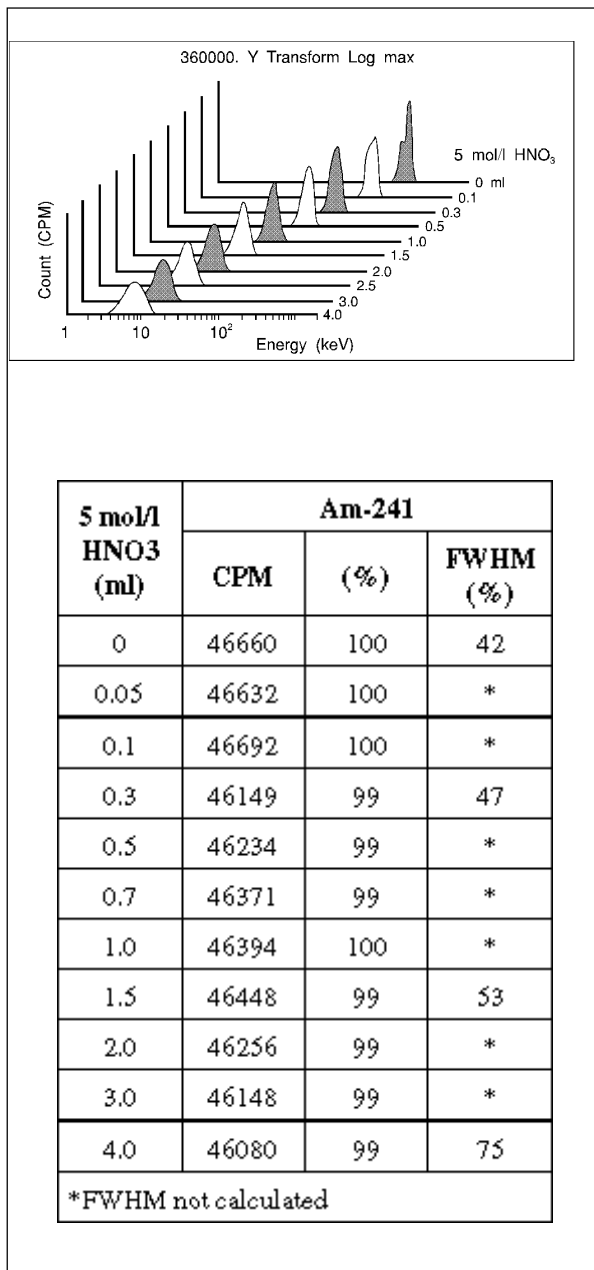 360000. Y Transform Log max
5 mol/l HNO₃
0 ml
0.1
0.3
0.5
1.0
1.5
2.0
2.5
3.0
4.0
Count (CPM)
1 10 10² 
Energy (keV)
5 mol/l HNO3 (ml)
Am-241
CPM (%) FWHM (%)
0 46660 100 42
0.05 46632 100 *
0.1 46692 100 *
0.3 46149 99 47
0.5 46234 99 *
0.7 46371 99 *
1.0 46394 100 *
1.5 46448 99 53
2.0 46256 99 *
3.0 46148 99 *
4.0 46080 99 75
*FWHM not calculated